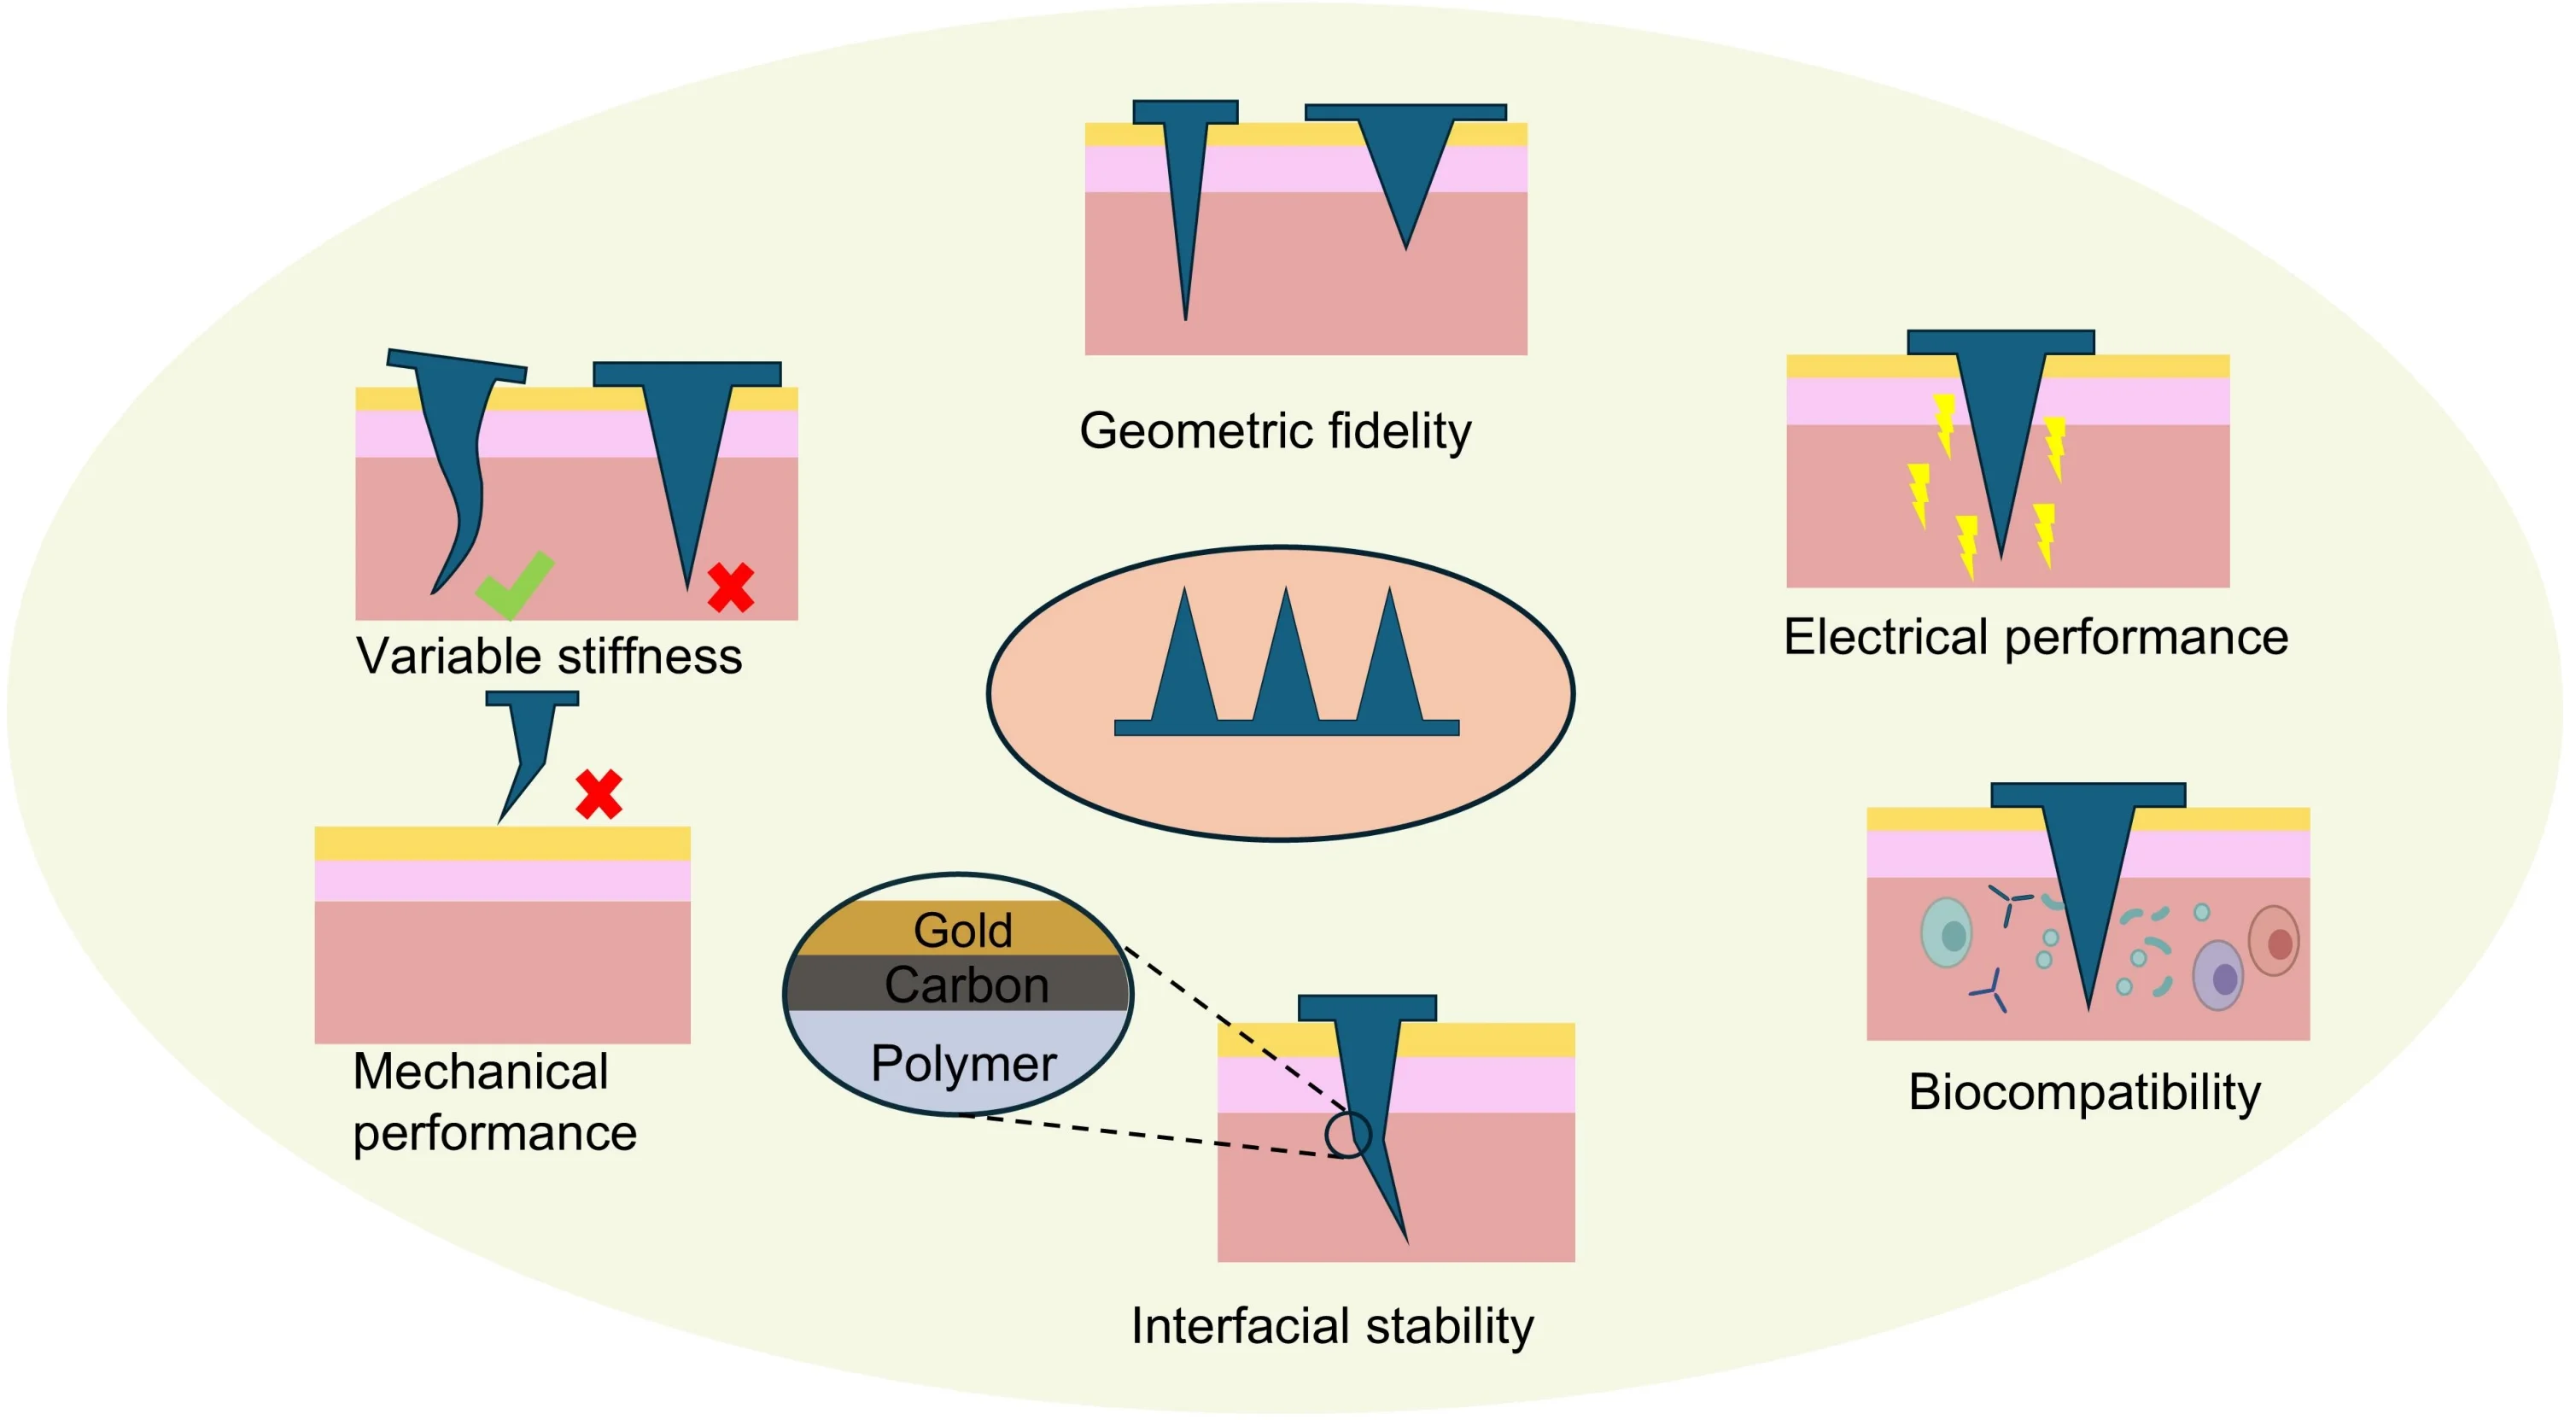 Geometric fidelity
Variable stiffness
Electrical performance
Mechanical
performance
Gold
Carbon
Polymer
Biocompatibility
Interfacial stability